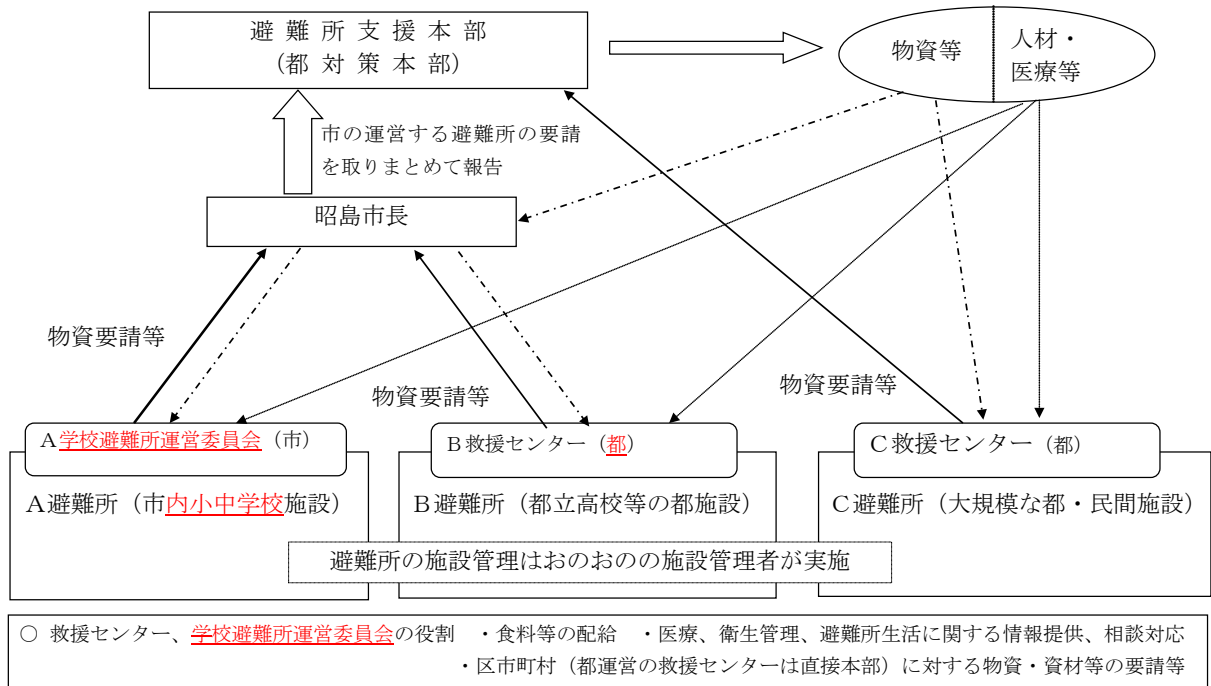 避 難 所 支 援 本 部
（都 対 策 本 部）
物資等
人材・
医療等
市の運営する避難所の要請
を取りまとめて報告
昭島市長
物資要請等
物資要請等
物資要請等
Ａ学校避難所運営委員会（市）
Ｂ救援センター（都）
Ｃ救援センター（都）
Ａ避難所（市内小中学校施設）
Ｂ避難所（都立高校等の都施設）
Ｃ避難所（大規模な都・民間施設）
避難所の施設管理はおのおのの施設管理者が実施
○ 救援センター、学校避難所運営委員会の役割　・食料等の配給　・医療、衛生管理、避難所生活に関する情報提供、相談対応
・区市町村（都運営の救援センターは直接本部）に対する物資・資材等の要請等